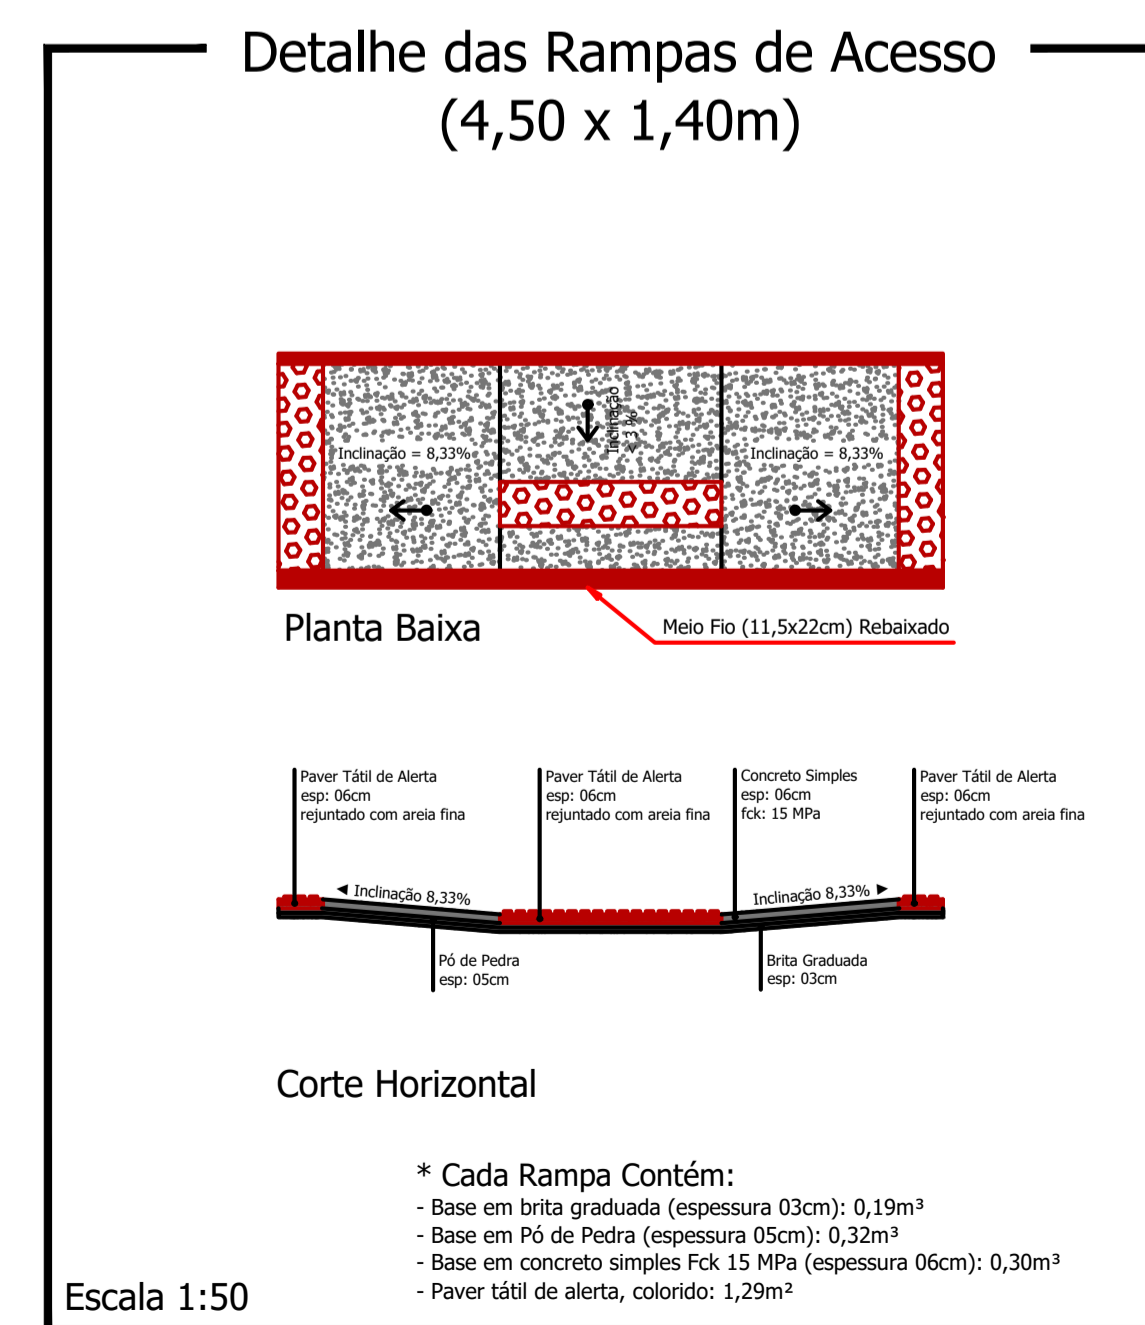 Detalhe das Rampas de Acesso
(4,50 x 1,40m)
Inclinação = 8,33%
Inclinação
< 3 %
Inclinação = 8,33%
Planta Baixa
Meio Fio (11,5x22cm) Rebaixado
Paver Tátil de Alerta
esp: 06cm
rejuntado com areia fina
Paver Tátil de Alerta
esp: 06cm
rejuntado com areia fina
Concreto Simples
esp: 06cm
fck: 15 MPa
Paver Tátil de Alerta
esp: 06cm
rejuntado com areia fina
Inclinação 8,33%
Inclinação 8,33%
Pó de Pedra
esp: 05cm
Brita Graduada
esp: 03cm
Corte Horizontal
* Cada Rampa Contém:
- Base em brita graduada (espessura 03cm): 0,19m³
- Base em Pó de Pedra (espessura 05cm): 0,32m³
- Base em concreto simples Fck 15 MPa (espessura 06cm): 0,30m³
- Paver tátil de alerta, colorido: 1,29m²
Escala 1:50